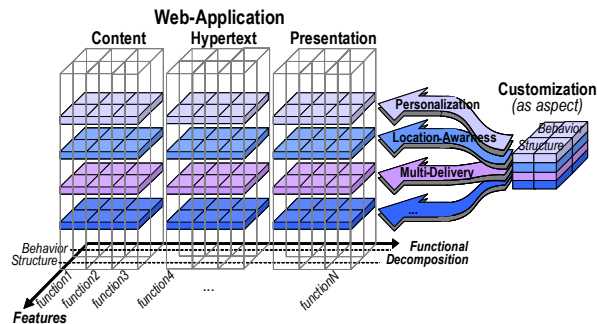 Web-Application
Content
Hypertext
Presentation
Customization
(as aspect)
Personalization
Location-Awarness
Multi-Delivery
...
Behavior
Structure
Behavior
Structure
Functional
Decomposition
function1
function2
function3
function4
...
functionN
Features